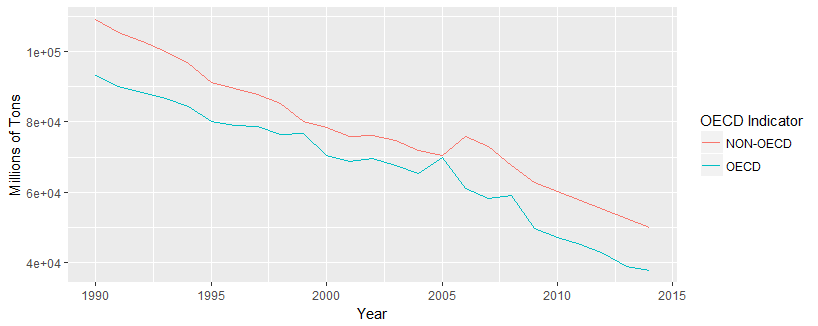 1e+05
8e+04
6e+04
4e+04
Millions of Tons
1990
1995
2000
2005
2010
2015
Year
OECD Indicator
NON-OECD
OECD